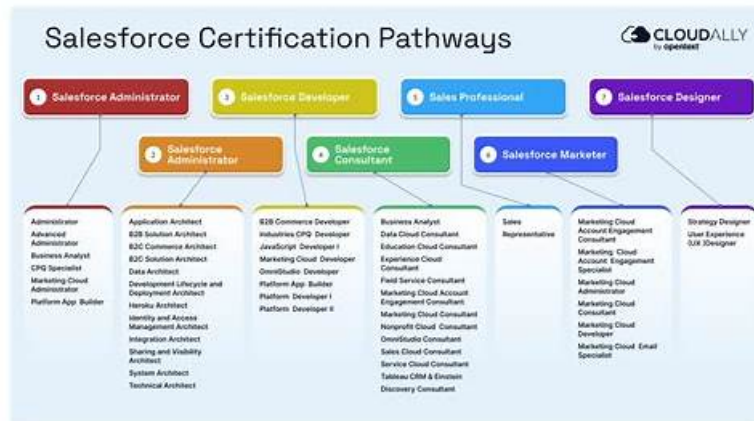 Salesforce Certification Pathways
CLOUDALLY
by opentext
1 Salesforce Administrator
3 Salesforce Developer
5 Sales Professional
7 Salesforce Designer
2 Salesforce
Administrator
4 Salesforce
Consultant
6 Salesforce Marketer
Administrator
Advanced
Administrator
Business Analyst
CPQ Specialist
Marketing Cloud
Administrator
Platform App Builder
Application Architect
B2B Solution Architect
B2C Commerce Architect
B2C Solution Architect
Data Architect
Development Lifecycle and
Deployment Architect
Heroku Architect
Identity and Access
Management Architect
Integration Architect
Sharing and Visibility
Architect
System Architect
Technical Architect
B2B Commerce Developer
Industries CPQ Developer
JavaScript Developer I
Marketing Cloud Developer
OmniStudio Developer
Platform App Builder
Platform Developer I
Platform Developer II
Business Analyst
Data Cloud Consultant
Education Cloud Consultant
Experience Cloud
Consultant
Field Service Consultant
Marketing Cloud Account
Engagement Consultant
Marketing Cloud Consultant
Nonprofit Cloud Consultant
OmniStudio Consultant
Sales Cloud Consultant
Service Cloud Consultant
Tableau CRM & Einstein
Discovery Consultant
Sales
Representative
Marketing Cloud
Account Engagement
Consultant
Marketing Cloud
Account Engagement
Specialist
Marketing Cloud
Administrator
Marketing Cloud
Consultant
Marketing Cloud
Developer
Marketing Cloud Email
Specialist
Strategy Designer
User Experience
(UX )Designer